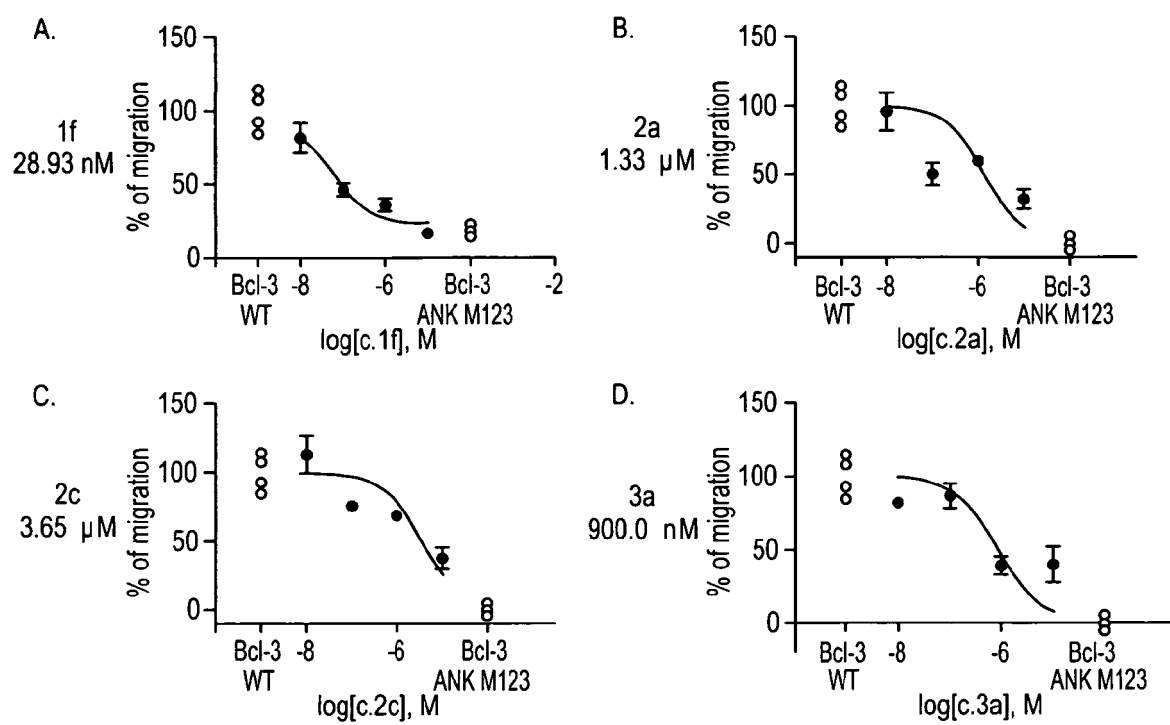 A.
1f
28.93 nM
% of migration
150
100
50
0
Bcl-3 -8 -6 Bcl-3 -2
WT ANK M123
log[c.1f], M
B.
2a
1.33 µM
% of migration
150
100
50
0
Bcl-3 -8 -6 Bcl-3
WT ANK M123
log[c.2a], M
C.
2c
3.65 µM
% of migration
150
100
50
0
Bcl-3 -8 -6 Bcl-3
WT ANK M123
log[c.2c], M
D.
3a
900.0 nM
% of migration
150
100
50
0
Bcl-3 -8 -6 Bcl-3
WT ANK M123
log[c.3a], M